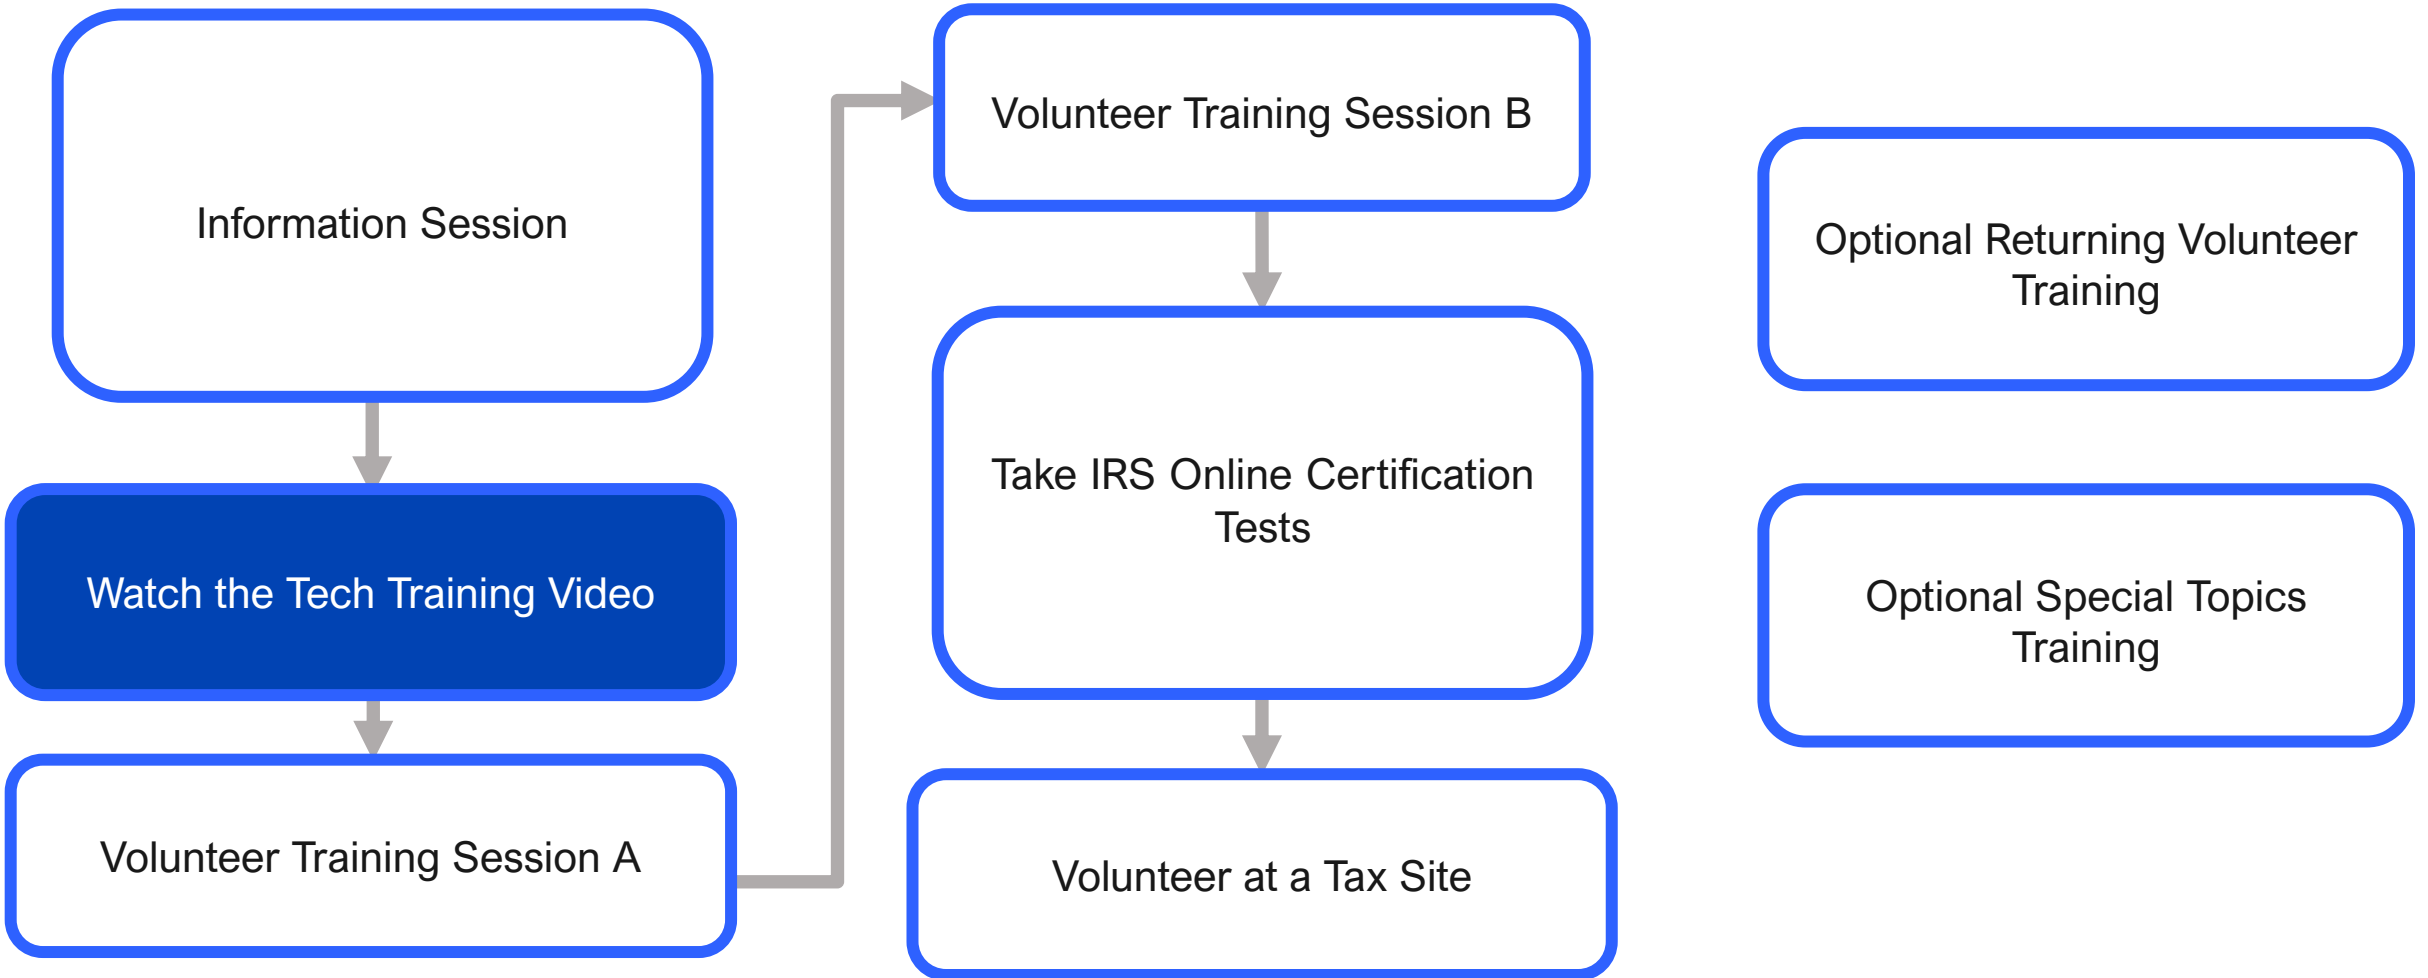 Information Session
Watch the Tech Training Video
Volunteer Training Session A
Volunteer Training Session B
Take IRS Online Certification
Tests
Volunteer at a Tax Site
Optional Returning Volunteer
Training
Optional Special Topics
Training